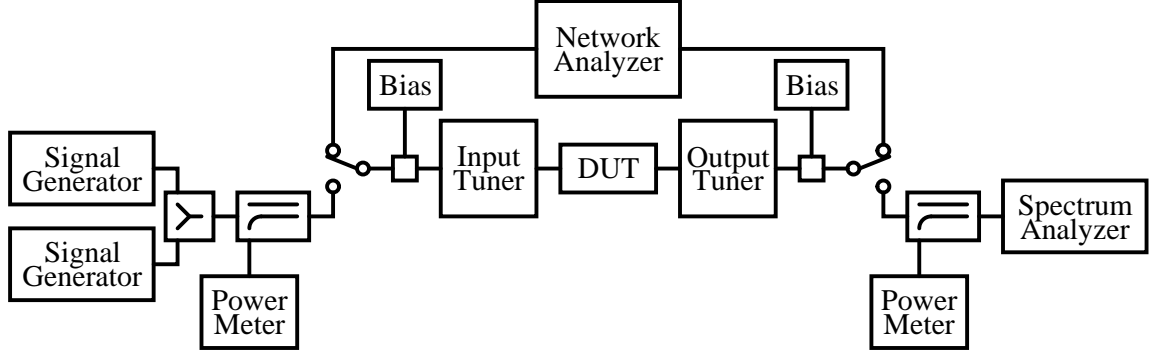 Network
Analyzer
Bias
Bias
Signal
Generator
Input
Tuner
DUT
Output
Tuner
Signal
Generator
Spectrum
Analyzer
Power
Meter
Power
Meter